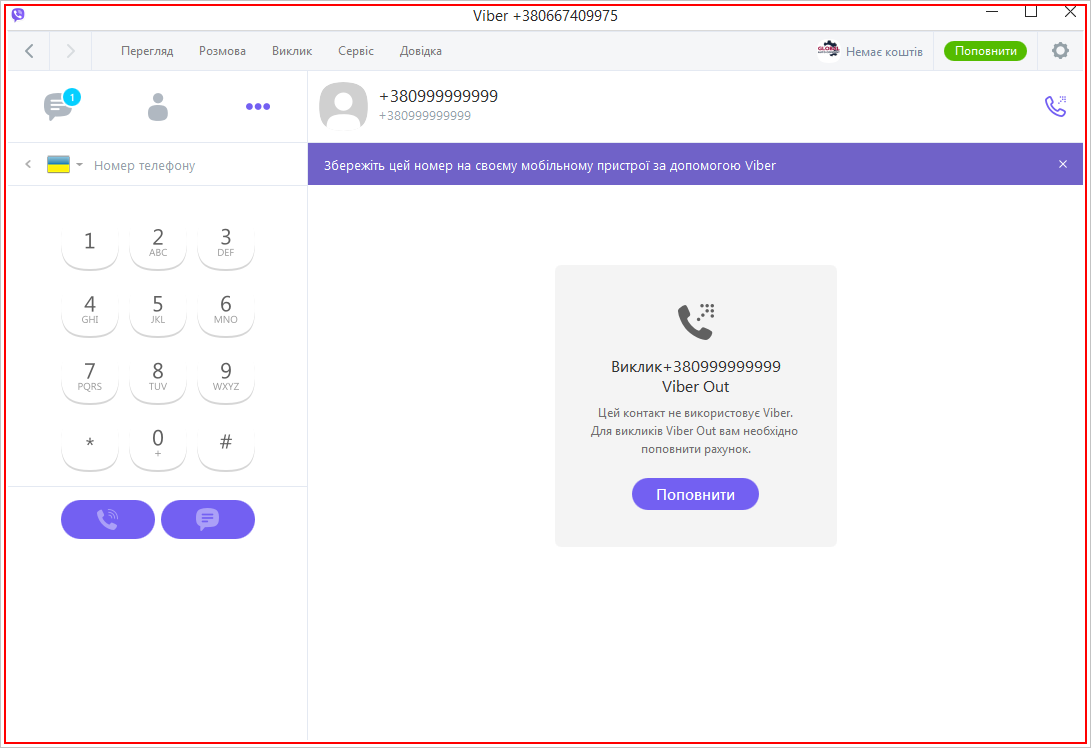 Viber +380667409975
Перегляд Розмова Виклик Сервіс Довідка
GLOBAL
Немає коштів
Поповнити
1
+380999999999
+380999999999
Номер телефону
Збережіть цей номер на своєму мобільному пристрої за допомогою Viber
1 2 3
ABC DEF
4 5 6
GHI JKL MNO
7 8 9
PQRS TUV WXYZ
* 0 #
+
Виклик+380999999999
Viber Out
Цей контакт не використовує Viber.
Для викликів Viber Out вам необхідно
поповнити рахунок.
Поповнити